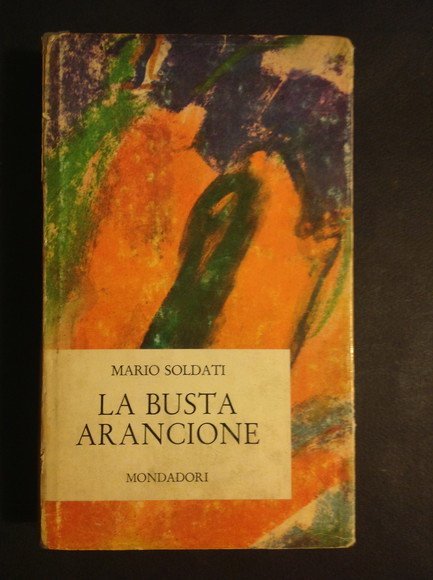 MARIO SOLDATI
LA BUSTA
ARANCIONE
MONDADORI